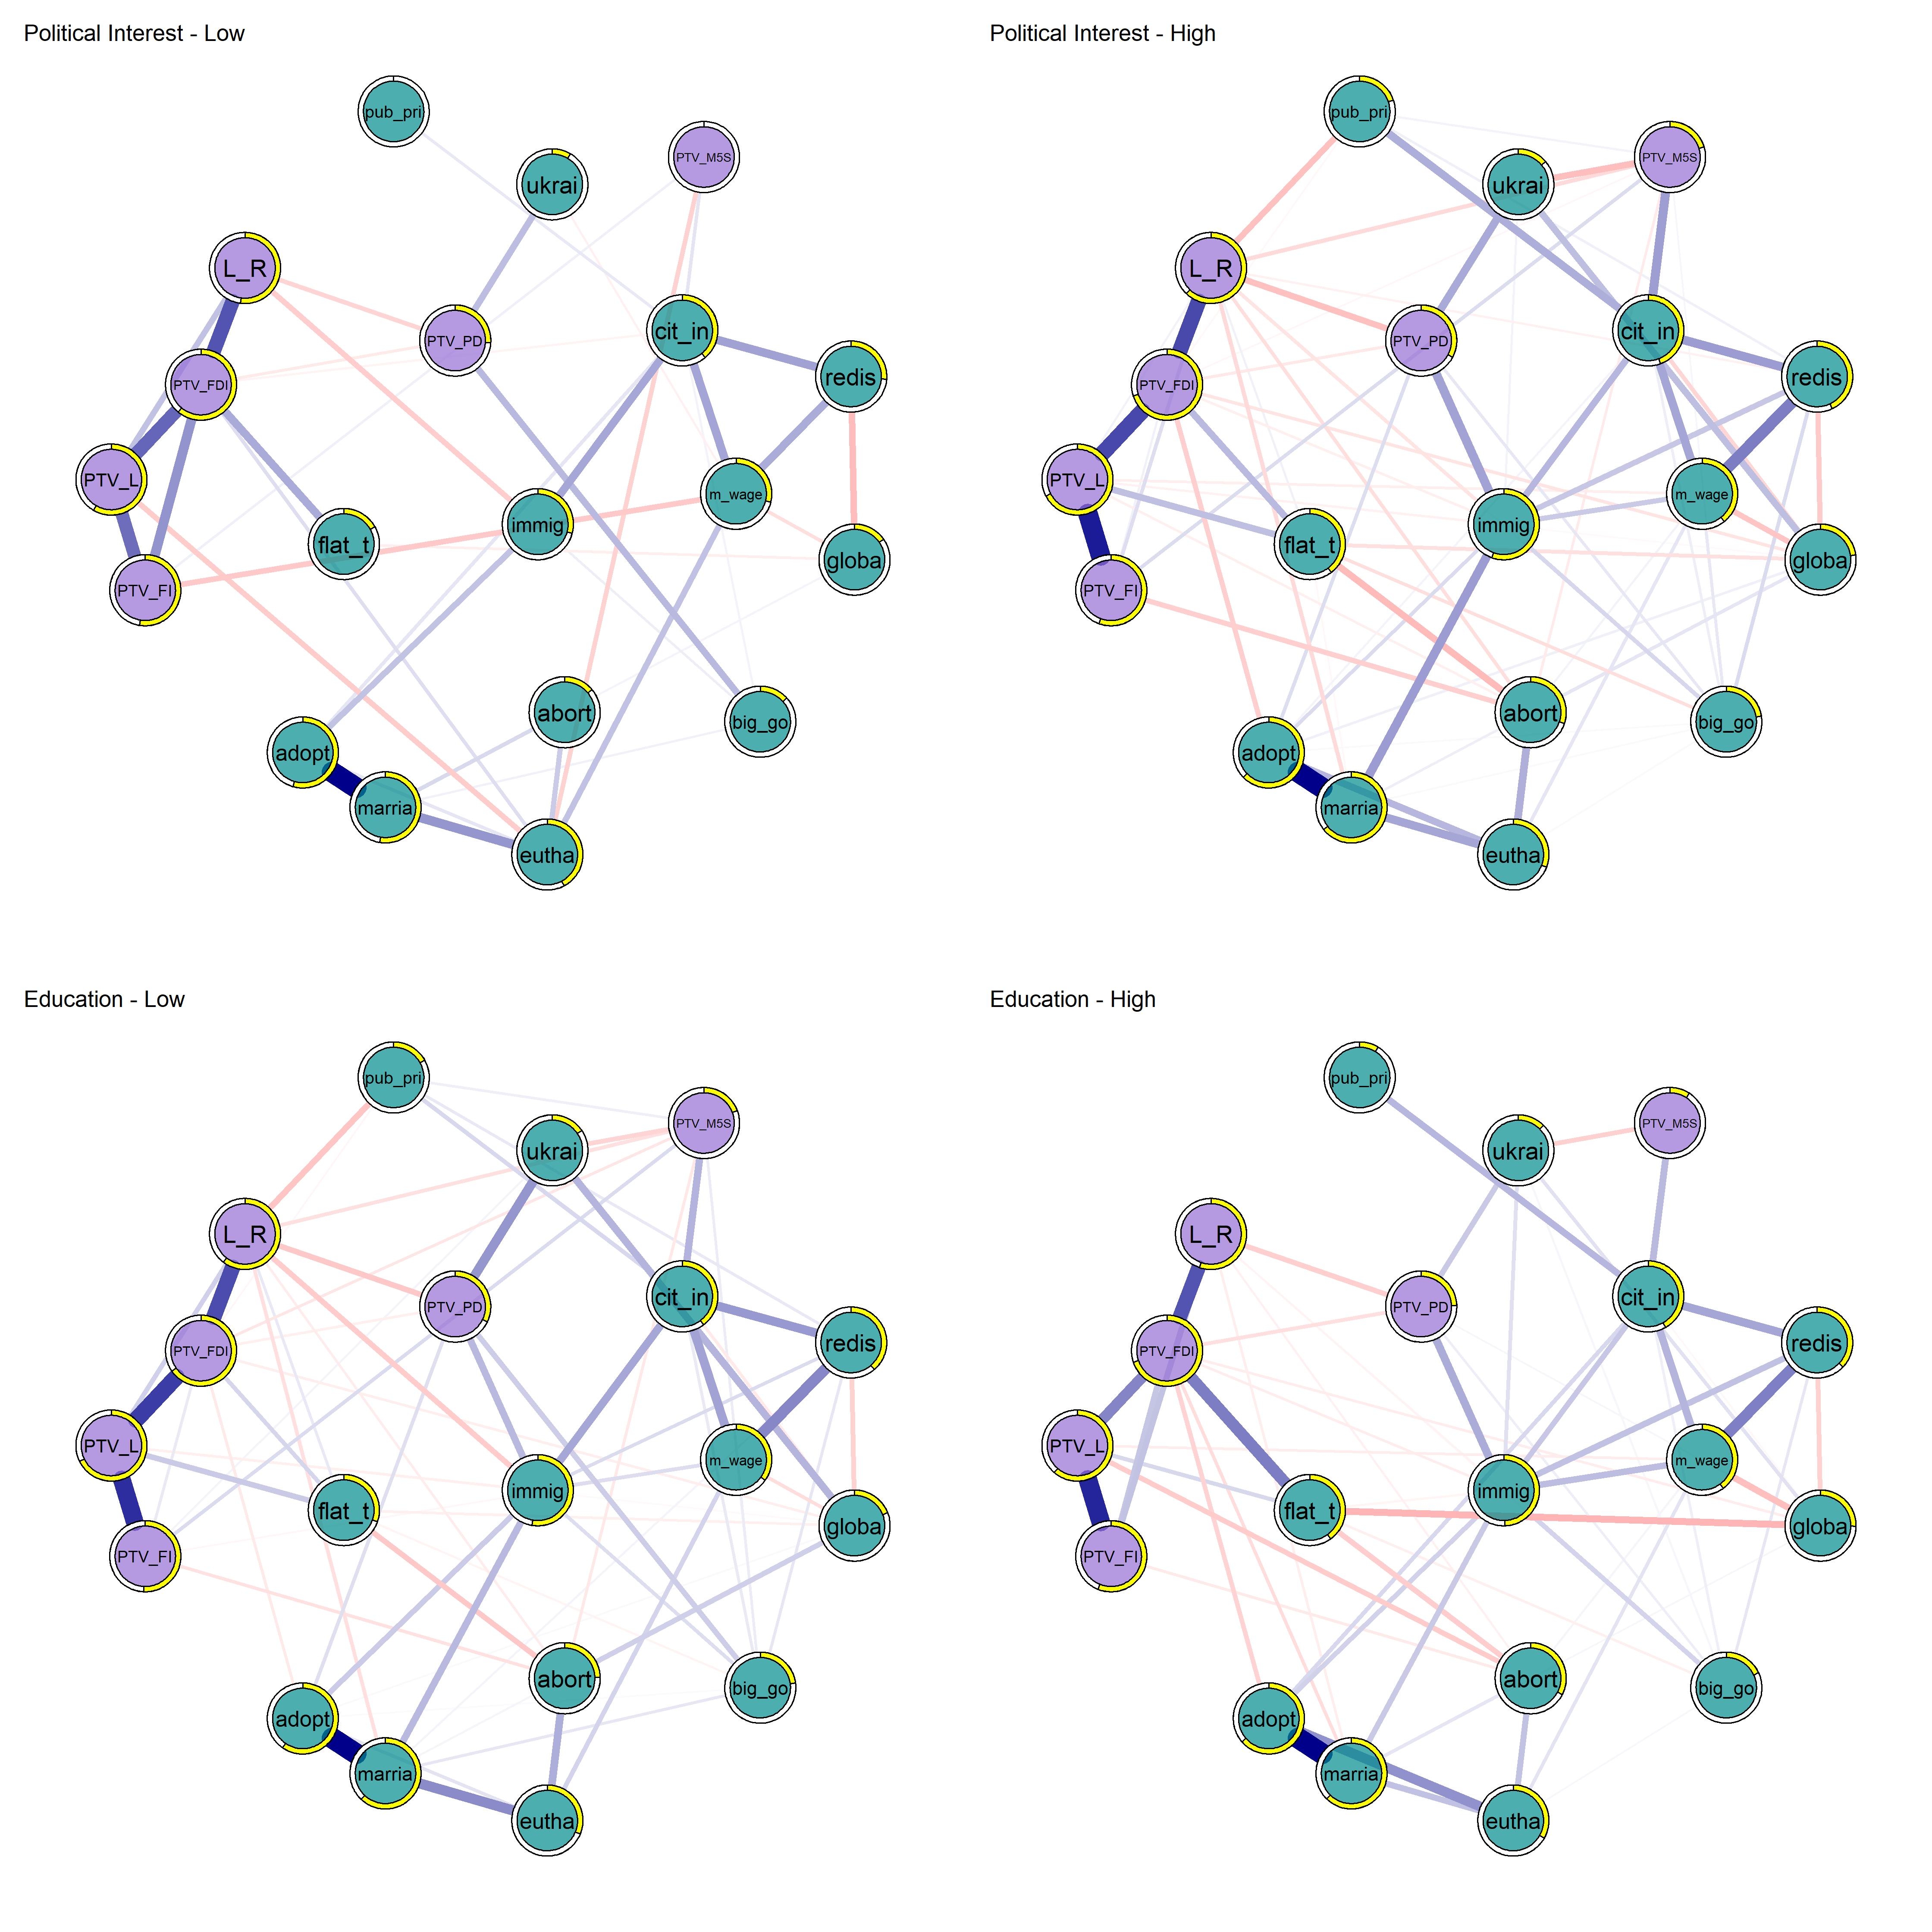 Political Interest - Low
pub_pri
PTV_M5S
ukrai
L_R
cit_in
PTV_PD
redis
PTV_FDI
PTV_L
m_wage
immig
flat_t
globa
PTV_FI
abort
big_go
adopt
marria
eutha
Political Interest - High
pub_pri
PTV_M5S
ukrai
L_R
cit_in
PTV_PD
redis
PTV_FDI
PTV_L
m_wage
immig
flat_t
globa
PTV_FI
abort
big_go
adopt
marria
eutha
Education - Low
pub_pri
PTV_M5S
ukrai
L_R
cit_in
PTV_PD
redis
PTV_FDI
PTV_L
m_wage
immig
flat_t
globa
PTV_FI
abort
big_go
adopt
marria
eutha
Education - High
pub_pri
PTV_M5S
ukrai
L_R
cit_in
PTV_PD
redis
PTV_FDI
PTV_L
m_wage
immig
flat_t
globa
PTV_FI
abort
big_go
adopt
marria
eutha